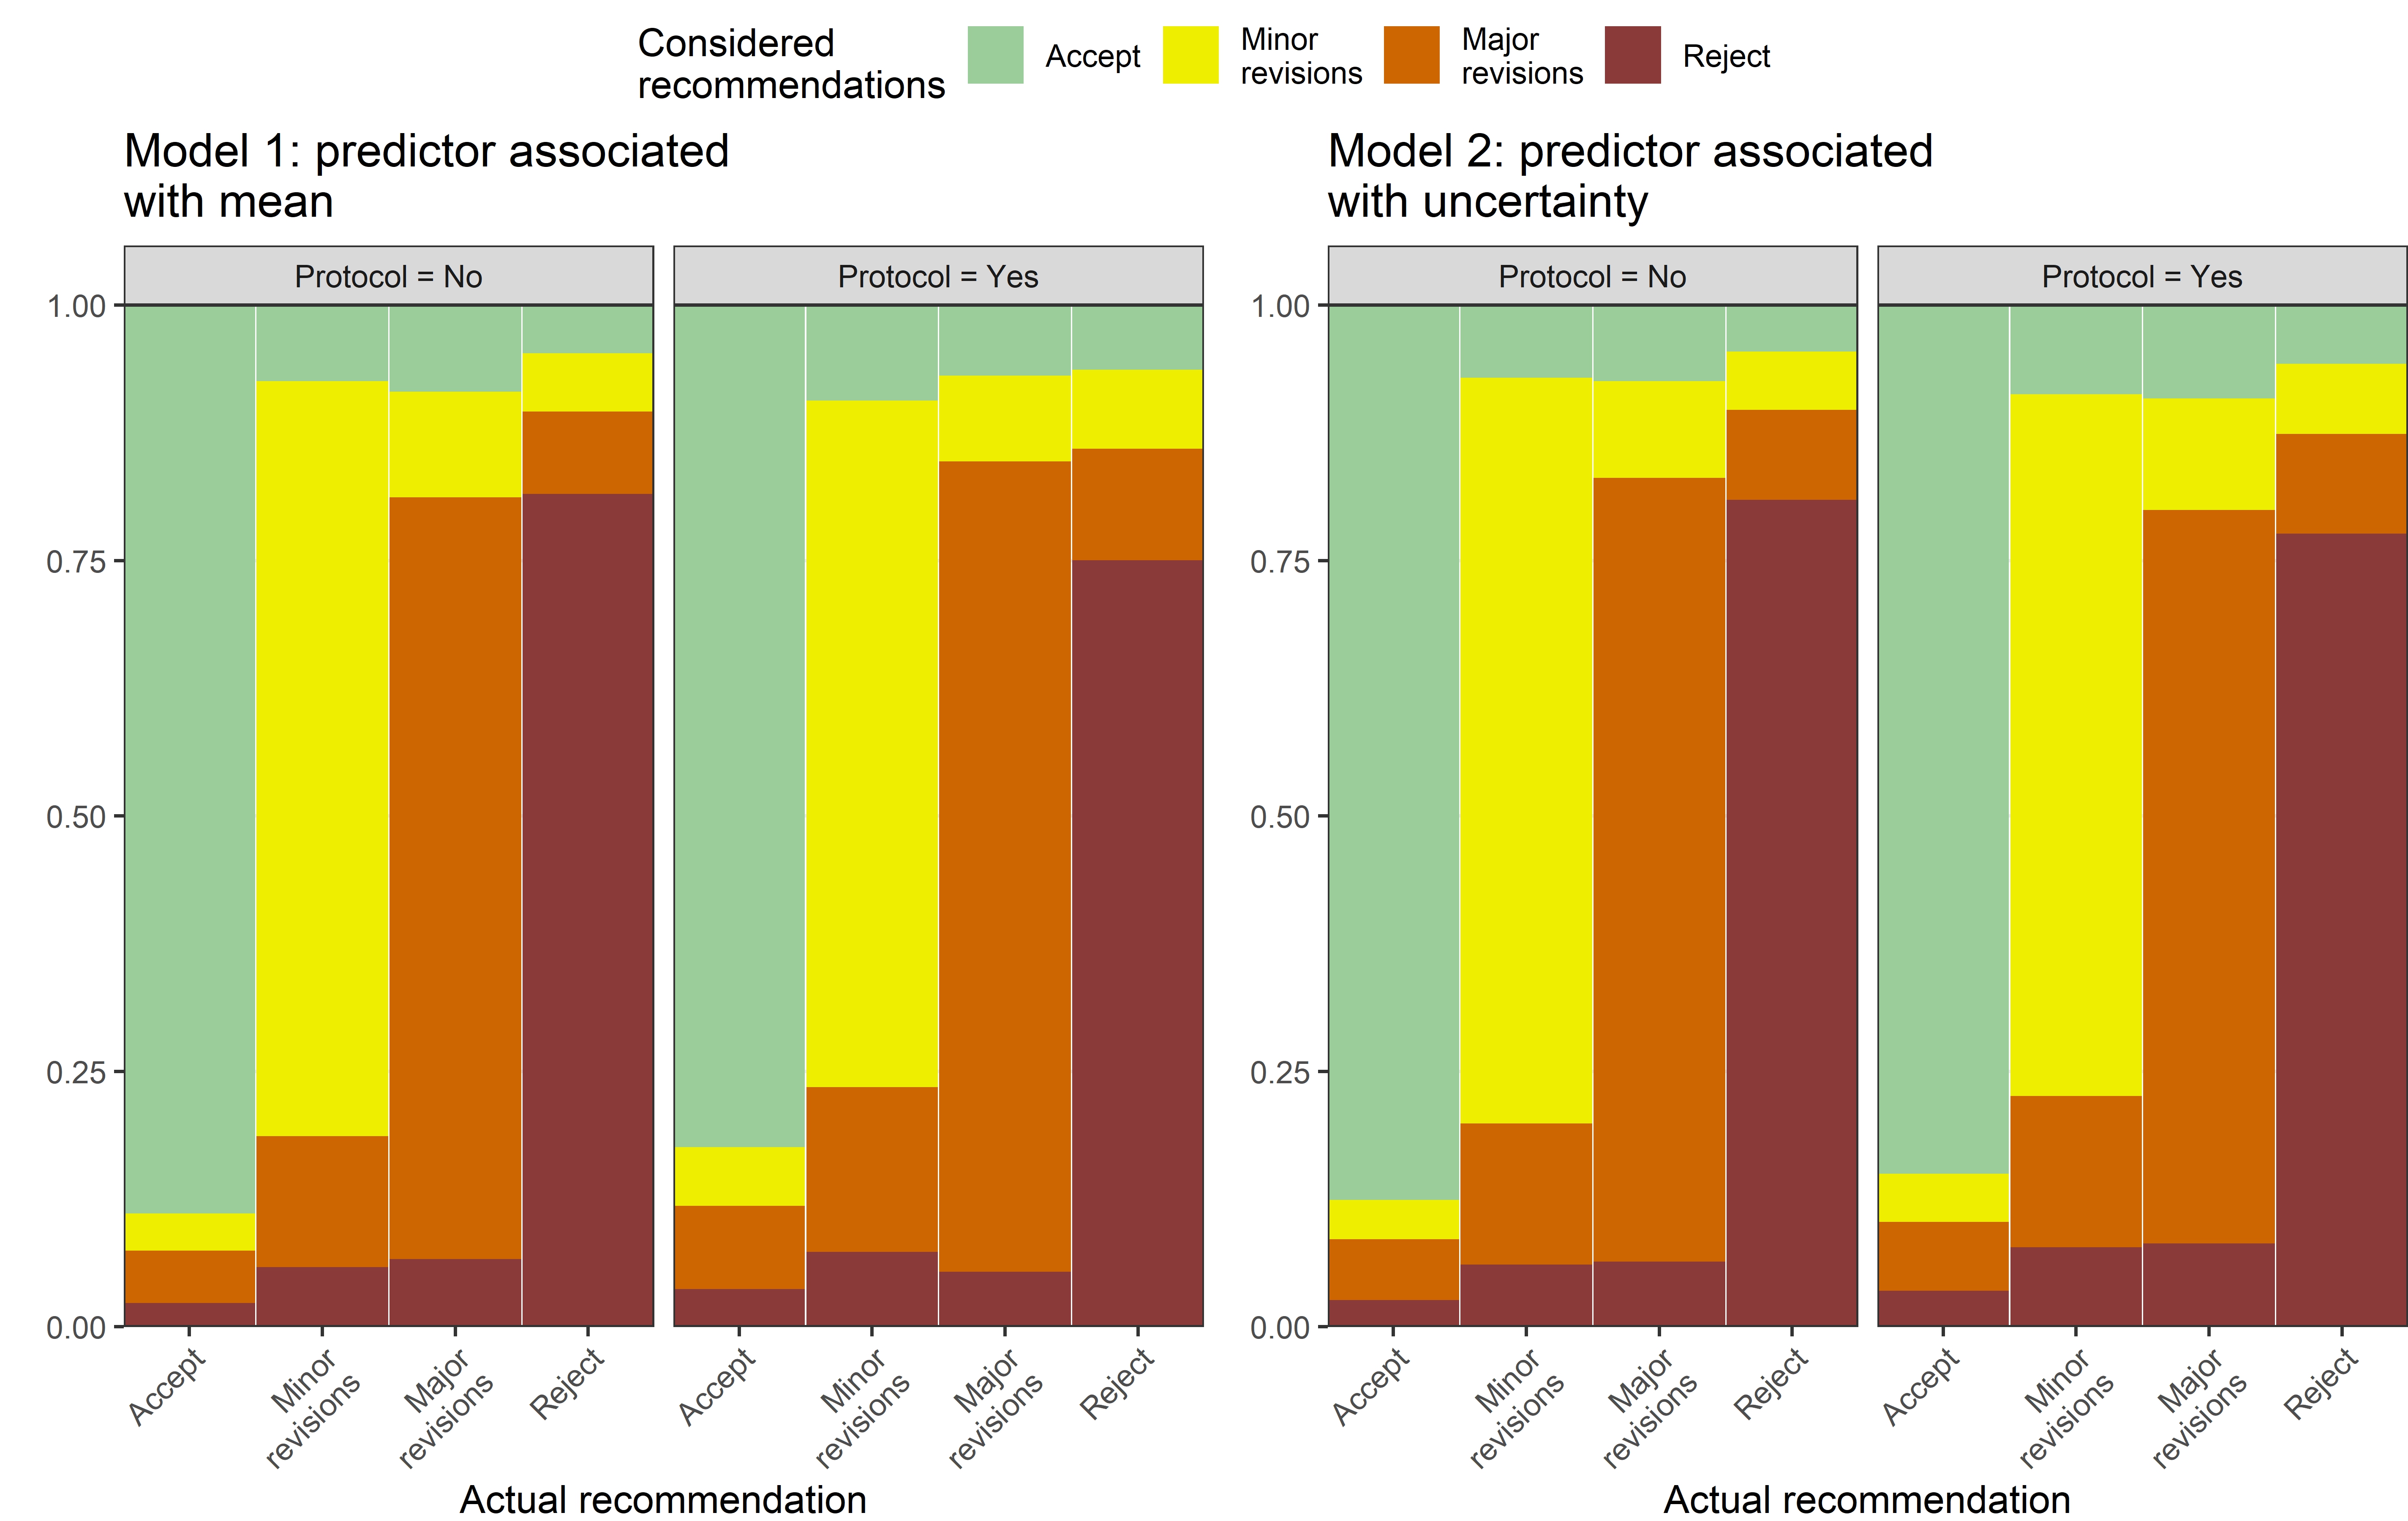 Considered
recommendations
Accept
Minor
revisions
Major
revisions
Reject
Model 1: predictor associated
with mean
Protocol = No
Protocol = Yes
1.00
0.75
0.50
0.25
0.00
Accept
Minor
revisions
Major
revisions
Reject
Accept
Minor
revisions
Major
revisions
Reject
Actual recommendation
Model 2: predictor associated
with uncertainty
Protocol = No
Protocol = Yes
1.00
0.75
0.50
0.25
0.00
Accept
Minor
revisions
Major
revisions
Reject
Accept
Minor
revisions
Major
revisions
Reject
Actual recommendation